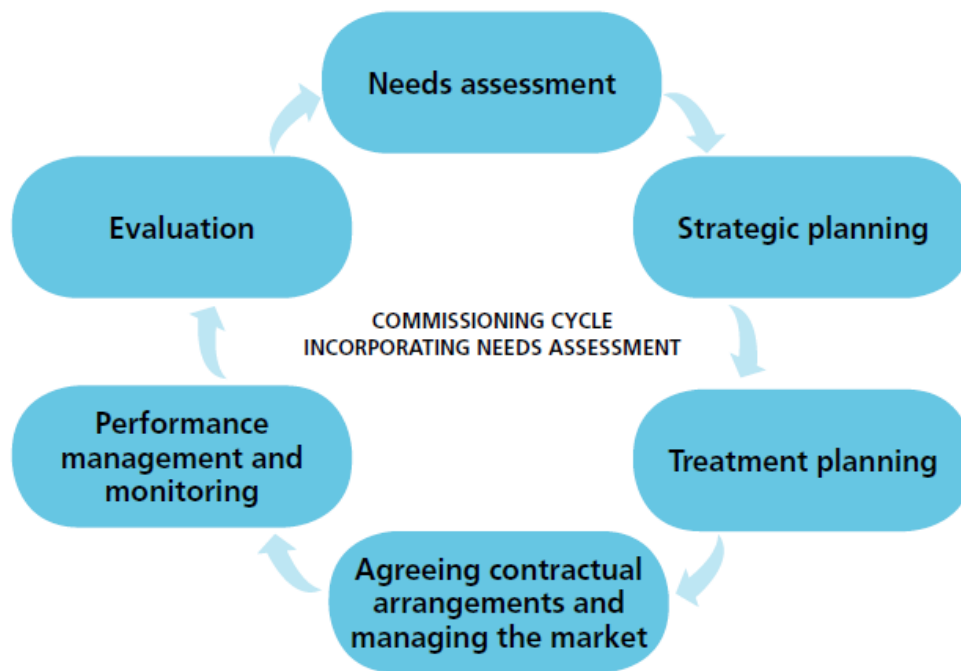 Needs assessment
Strategic planning
Treatment planning
Agreeing contractual
arrangements and
managing the market
Performance
management and
monitoring
Evaluation
COMMISSIONING CYCLE
INCORPORATING NEEDS ASSESSMENT